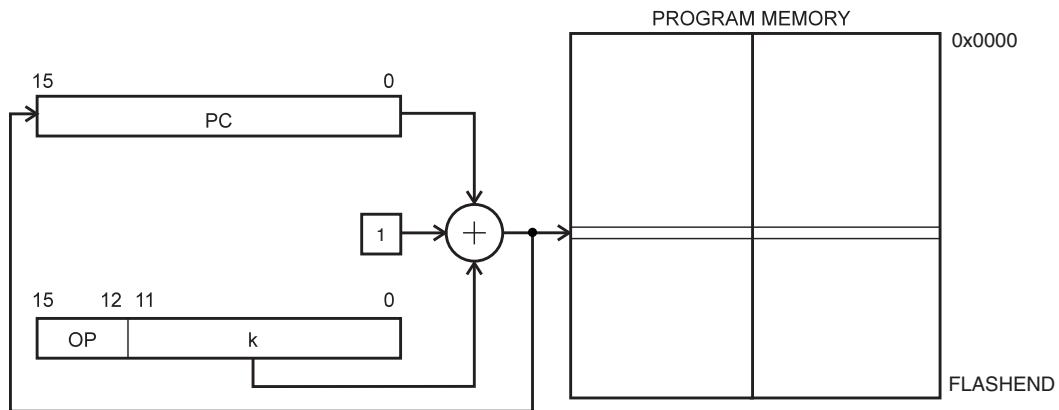 PROGRAM MEMORY
0x0000
15 0
PC
1
15 12 11 0
OP k
FLASHEND